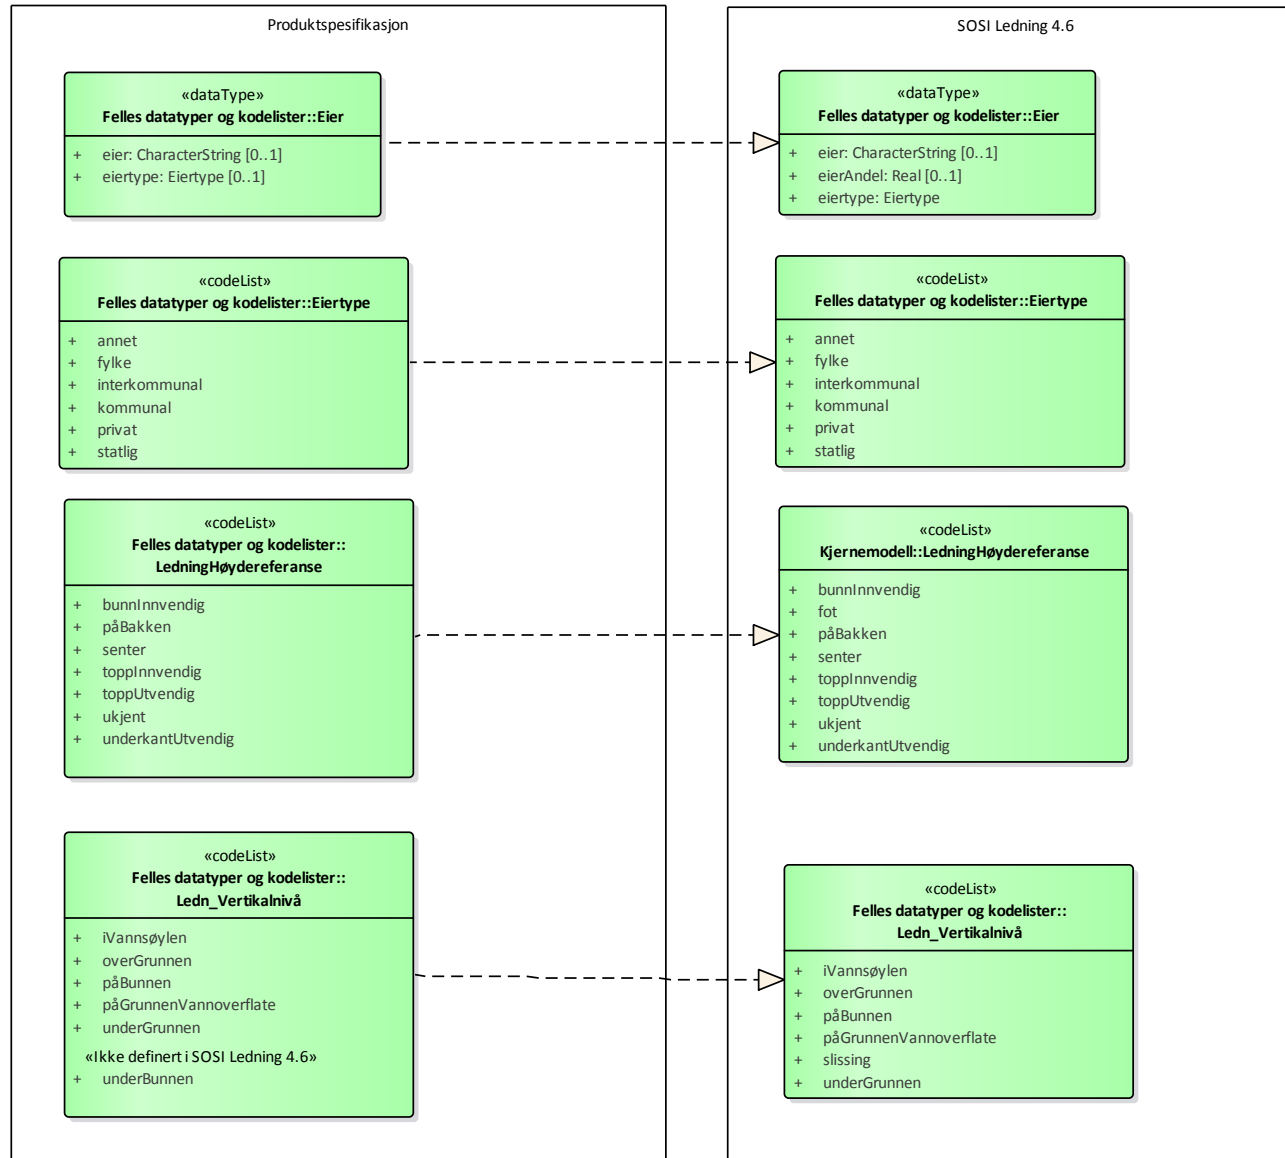 Produktspesifikasjon
«dataType»
Felles datatyper og kodelister::Eier
+ eier: CharacterString [0..1]
+ eiertype: Eiertype [0..1]
«codeList»
Felles datatyper og kodelister::Eiertype
+ annet
+ fylke
+ interkommunal
+ kommunal
+ privat
+ statlig
«codeList»
Felles datatyper og kodelister::
LedningHøydereferanse
+ bunnInnvendig
+ påBakken
+ senter
+ toppInnvendig
+ toppUtvendig
+ ukjent
+ underkantUtvendig
«codeList»
Felles datatyper og kodelister::
Ledn_Vertikalnivå
+ iVannsøylen
+ overGrunnen
+ påBunnen
+ påGrunnenVannoverflate
+ underGrunnen
«Ikke definert i SOSI Ledning 4.6»
+ underBunnen
SOSI Ledning 4.6
«dataType»
Felles datatyper og kodelister::Eier
+ eier: CharacterString [0..1]
+ eierAndel: Real [0..1]
+ eiertype: Eiertype
«codeList»
Felles datatyper og kodelister::Eiertype
+ annet
+ fylke
+ interkommunal
+ kommunal
+ privat
+ statlig
«codeList»
Kjernemodell::LedningHøydereferanse
+ bunnInnvendig
+ fot
+ påBakken
+ senter
+ toppInnvendig
+ toppUtvendig
+ ukjent
+ underkantUtvendig
«codeList»
Felles datatyper og kodelister::
Ledn_Vertikalnivå
+ iVannsøylen
+ overGrunnen
+ påBunnen
+ påGrunnenVannoverflate
+ slissing
+ underGrunnen